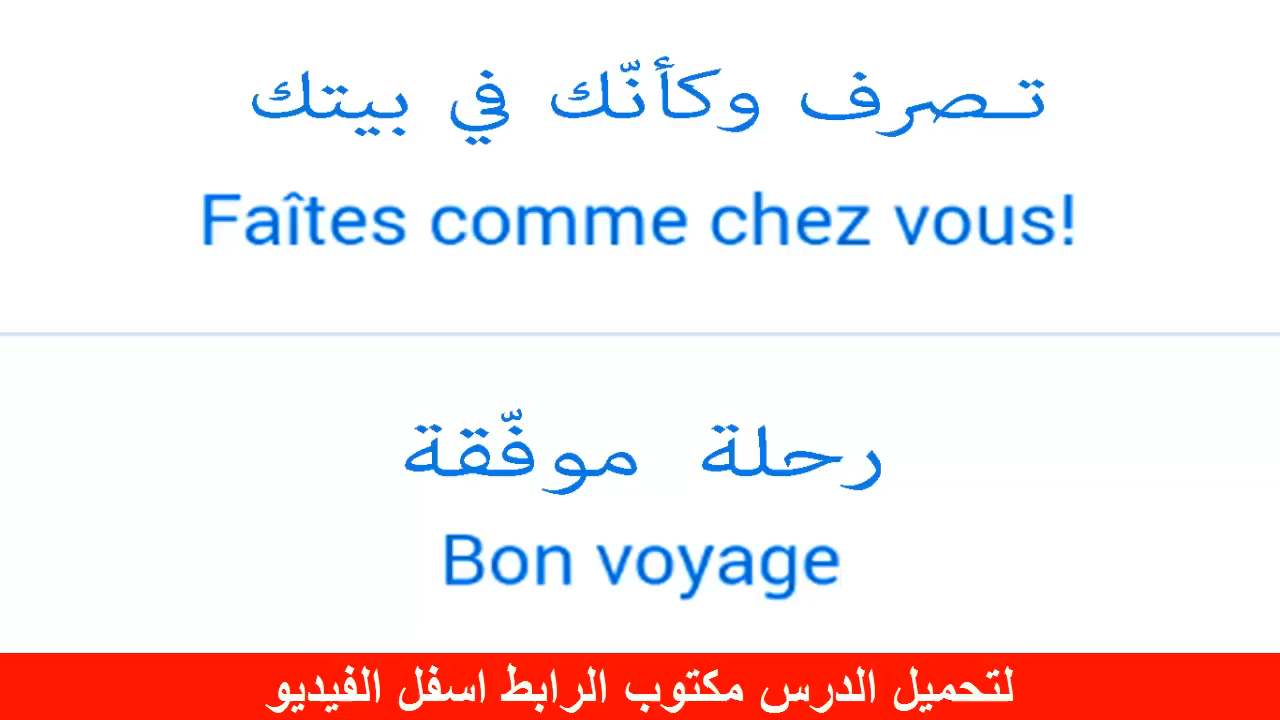 تـصرف وكأنّك في بيتك
Faîtes comme chez vous!
رحلة موفّقة
Bon voyage
لتحميل الدرس مكتوب الرابط اسفل الفيديو